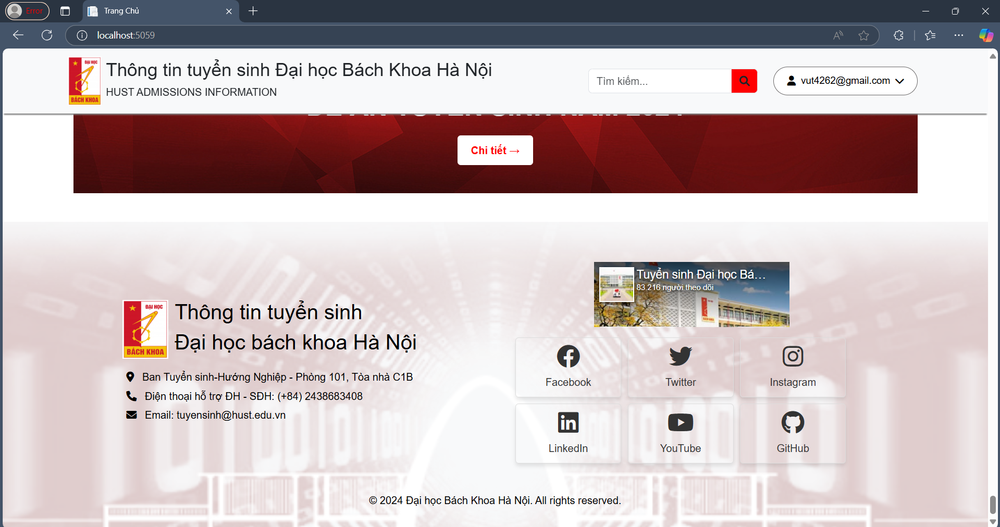 Error
Trang Chủ
localhost:5059
ĐẠI HỌC
BÁCH KHOA
Thông tin tuyển sinh Đại học Bách Khoa Hà Nội
HUST ADMISSIONS INFORMATION
Tìm kiếm...
vut4262@gmail.com
Chi tiết →
Tuyển sinh Đại học Bá...
83.216 người theo dõi
ĐẠI HỌC
BÁCH KHOA
Thông tin tuyển sinh
Đại học bách khoa Hà Nội
Ban Tuyển sinh-Hướng Nghiệp - Phòng 101, Tòa nhà C1B
Điện thoại hỗ trợ ĐH - SĐH: (+84) 2438683408
Email: tuyensinh@hust.edu.vn
Facebook
Twitter
Instagram
LinkedIn
YouTube
GitHub
© 2024 Đại học Bách Khoa Hà Nội. All rights reserved.